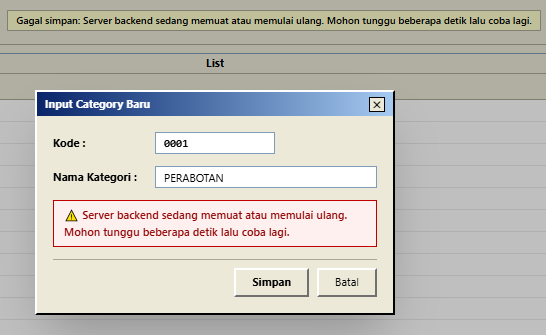 Gagal simpan: Server backend sedang memuat atau memulai ulang. Mohon tunggu beberapa detik lalu coba lagi.
List
Input Category Baru
Kode : 0001
Nama Kategori : PERABOTAN
⚠ Server backend sedang memuat atau memulai ulang.
Mohon tunggu beberapa detik lalu coba lagi.
Simpan Batal